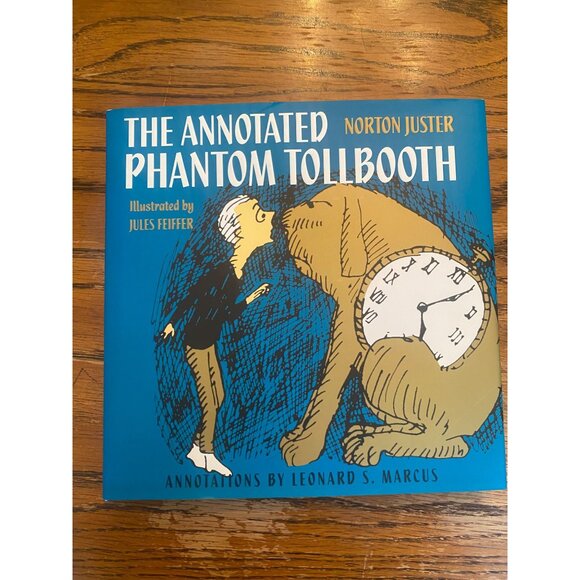 THE ANNOTATED NORTON JUSTER
PHANTOM TOLLBOOTH
Illustrated by
JULES FEIFFER
ANNOTATIONS BY LEONARD S. MARCUS